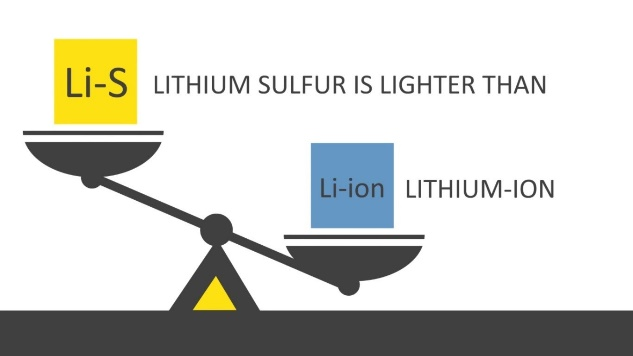 Li-S
LITHIUM SULFUR IS LIGHTER THAN
Li-ion
LITHIUM-ION